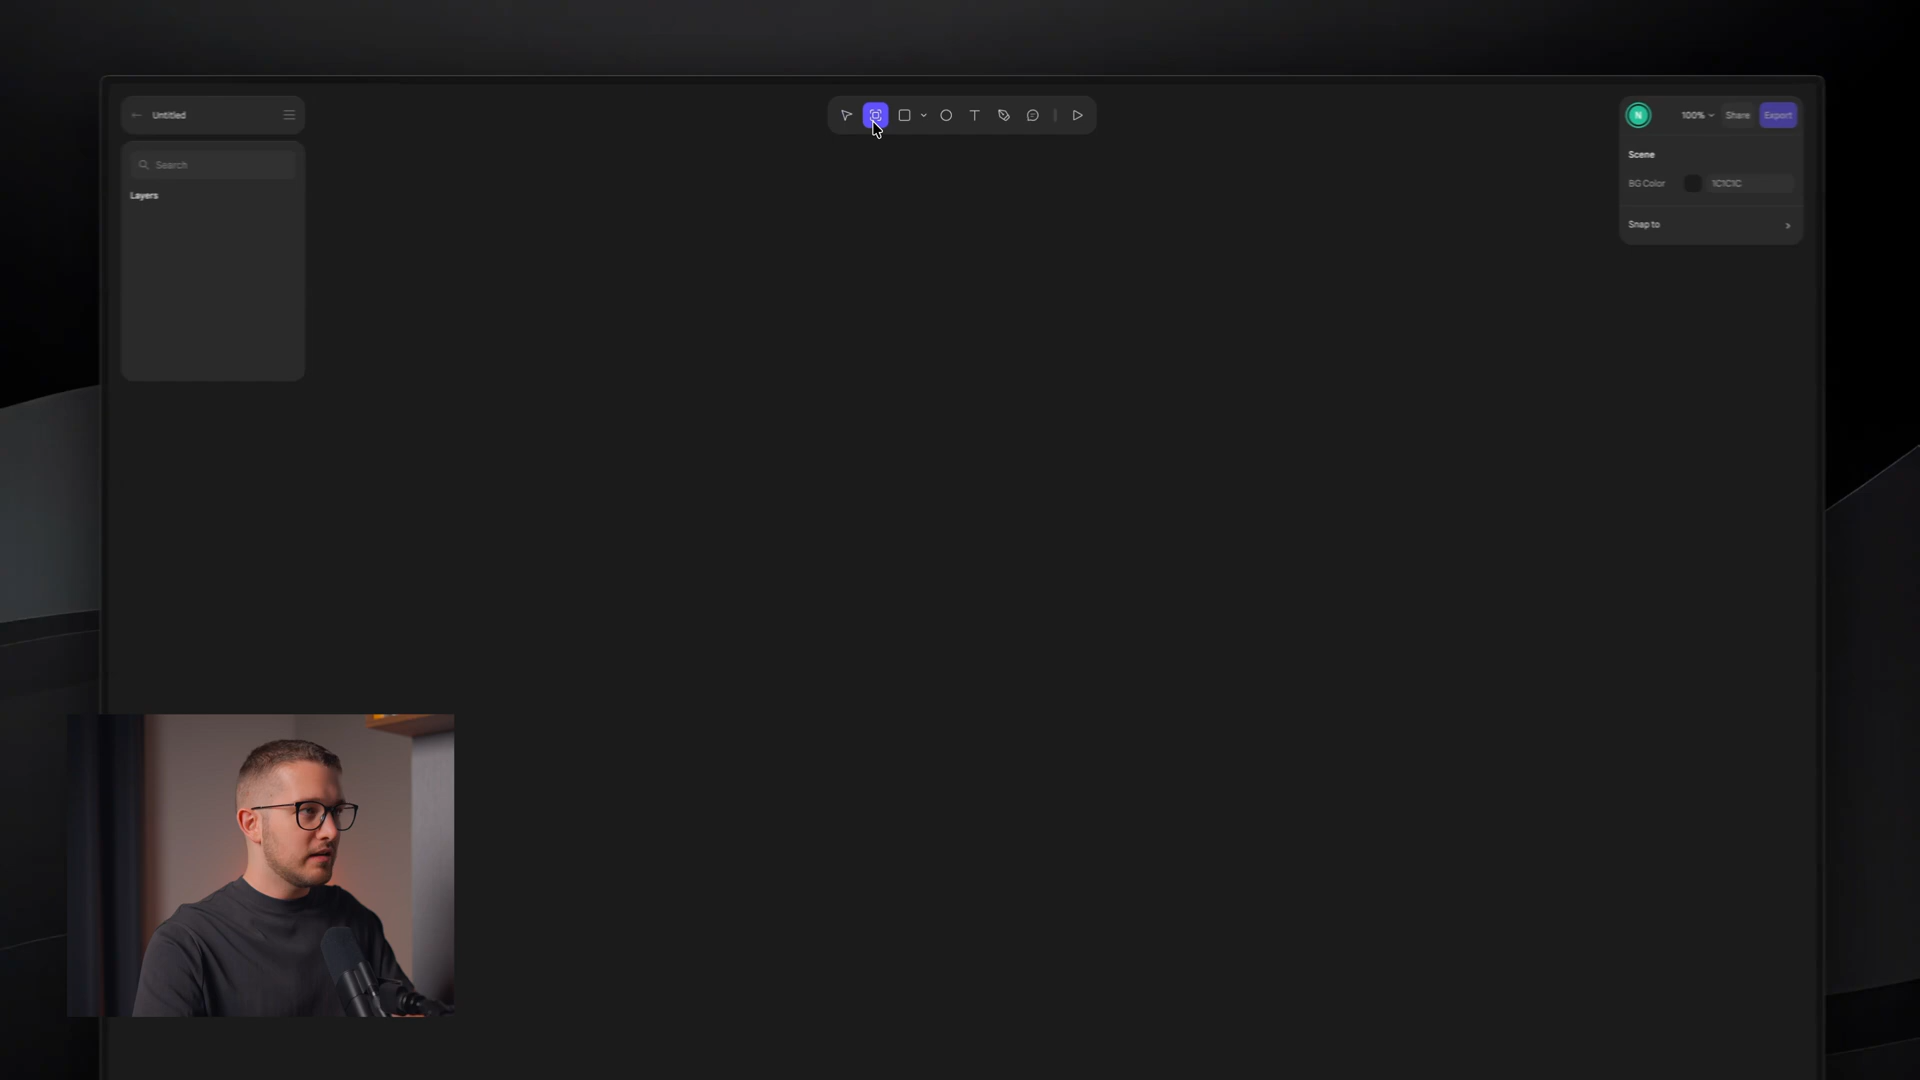 Untitled
Search
Layers
N
100%
Share
Export
Scene
BG Color
1C1C1C
Snap to